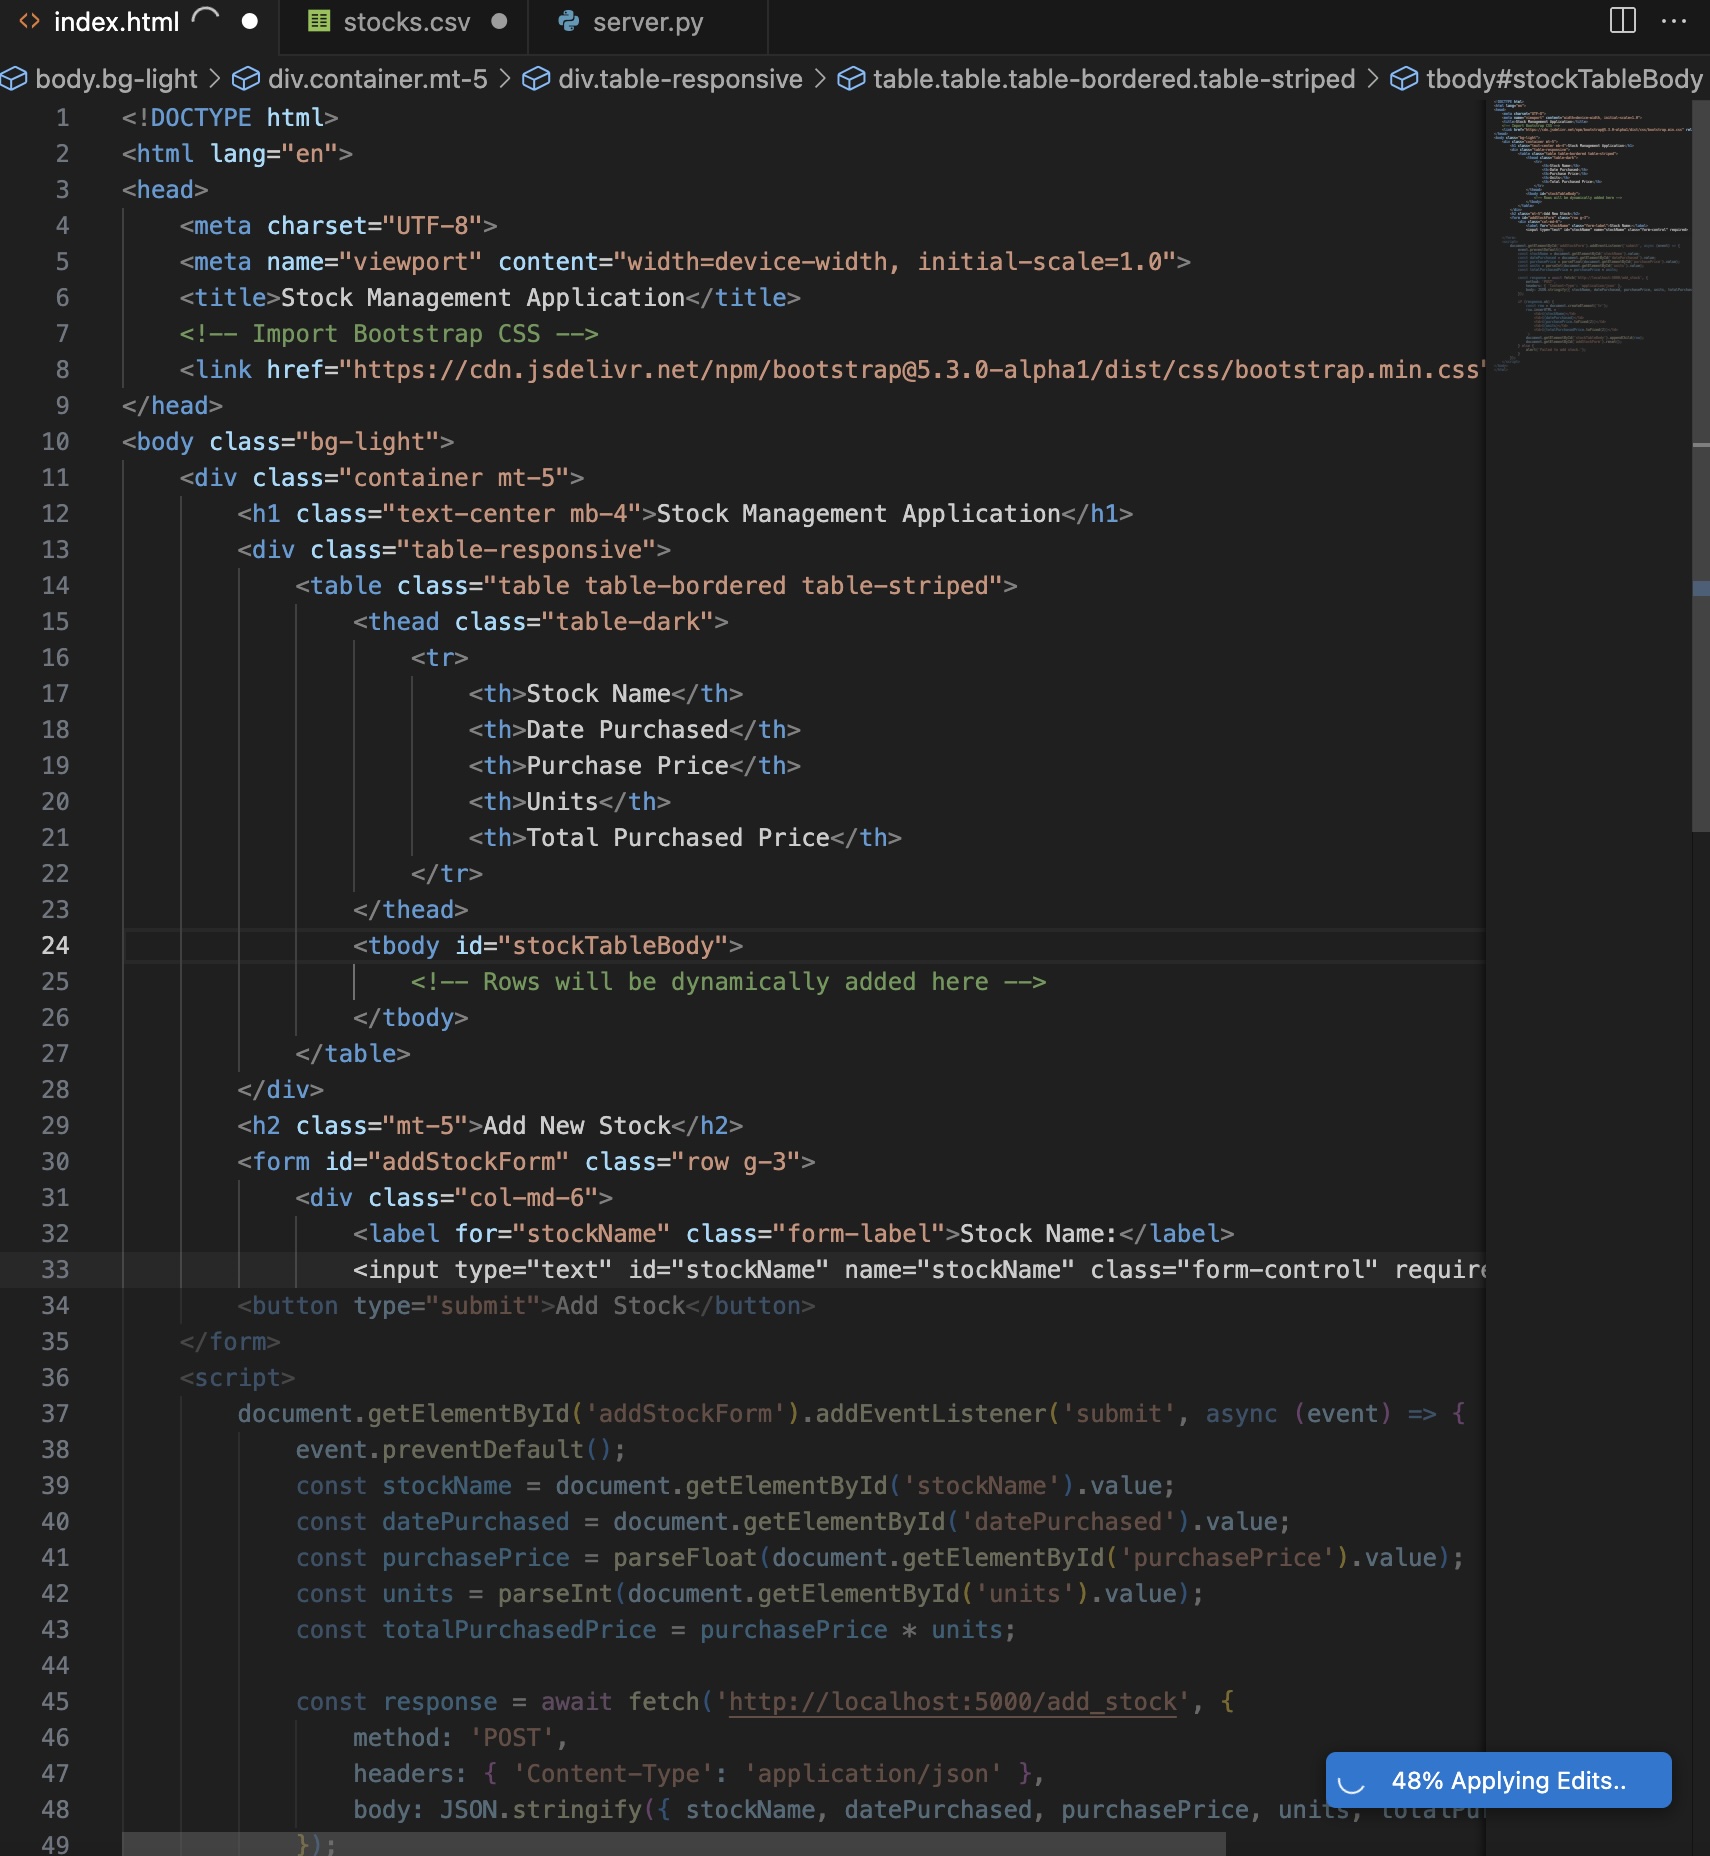 index.html
stocks.csv
server.py
body.bg-light > div.container.mt-5 > div.table-responsive > table.table.table-bordered.table-striped > tbody#stockTableBody
1 <!DOCTYPE html>
2 <html lang="en">
3 <head>
4     <meta charset="UTF-8">
5     <meta name="viewport" content="width=device-width, initial-scale=1.0">
6     <title>Stock Management Application</title>
7     <!-- Import Bootstrap CSS -->
8     <link href="https://cdn.jsdelivr.net/npm/bootstrap@5.3.0-alpha1/dist/css/bootstrap.min.css"
9 </head>
10 <body class="bg-light">
11     <div class="container mt-5">
12         <h1 class="text-center mb-4">Stock Management Application</h1>
13         <div class="table-responsive">
14             <table class="table table-bordered table-striped">
15                 <thead class="table-dark">
16                     <tr>
17                         <th>Stock Name</th>
18                         <th>Date Purchased</th>
19                         <th>Purchase Price</th>
20                         <th>Units</th>
21                         <th>Total Purchased Price</th>
22                     </tr>
23                 </thead>
24                 <tbody id="stockTableBody">
25                     <!-- Rows will be dynamically added here -->
26                 </tbody>
27             </table>
28         </div>
29         <h2 class="mt-5">Add New Stock</h2>
30         <form id="addStockForm" class="row g-3">
31             <div class="col-md-6">
32                 <label for="stockName" class="form-label">Stock Name:</label>
33                 <input type="text" id="stockName" name="stockName" class="form-control" require
34         <button type="submit">Add Stock</button>
35     </form>
36     <script>
37         document.getElementById('addStockForm').addEventListener('submit', async (event) => {
38             event.preventDefault();
39             const stockName = document.getElementById('stockName').value;
40             const datePurchased = document.getElementById('datePurchased').value;
41             const purchasePrice = parseFloat(document.getElementById('purchasePrice').value);
42             const units = parseInt(document.getElementById('units').value);
43             const totalPurchasedPrice = purchasePrice * units;
44
45             const response = await fetch('http://localhost:5000/add_stock', {
46                 method: 'POST',
47                 headers: { 'Content-Type': 'application/json' },
48                 body: JSON.stringify({ stockName, datePurchased, purchasePrice, units, totalPu
49             });
48% Applying Edits..